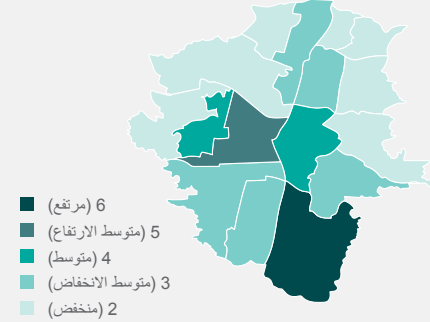 6 (مرتفع)
5 (متوسط الارتفاع)
4 (متوسط)
3 (متوسط الانخفاض)
2 (منخفض)